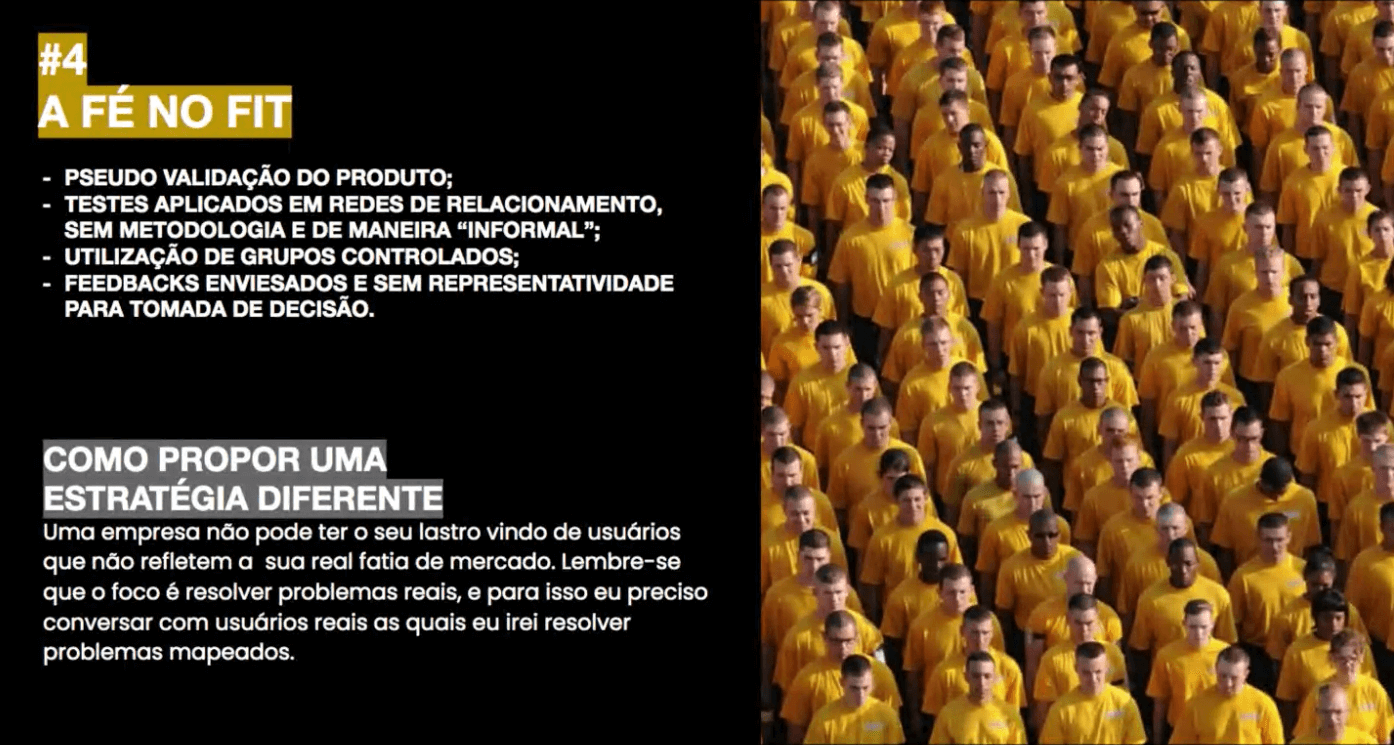 #4
A FÉ NO FIT
- PSEUDO VALIDAÇÃO DO PRODUTO;
- TESTES APLICADOS EM REDES DE RELACIONAMENTO,
SEM METODOLOGIA E DE MANEIRA “INFORMAL”;
- UTILIZAÇÃO DE GRUPOS CONTROLADOS;
- FEEDBACKS ENVIESADOS E SEM REPRESENTATIVIDADE
PARA TOMADA DE DECISÃO.
COMO PROPOR UMA
ESTRATÉGIA DIFERENTE
Uma empresa não pode ter o seu lastro vindo de usuários
que não refletem a  sua real fatia de mercado. Lembre-se
que o foco é resolver problemas reais, e para isso eu preciso
conversar com usuários reais as quais eu irei resolver
problemas mapeados.